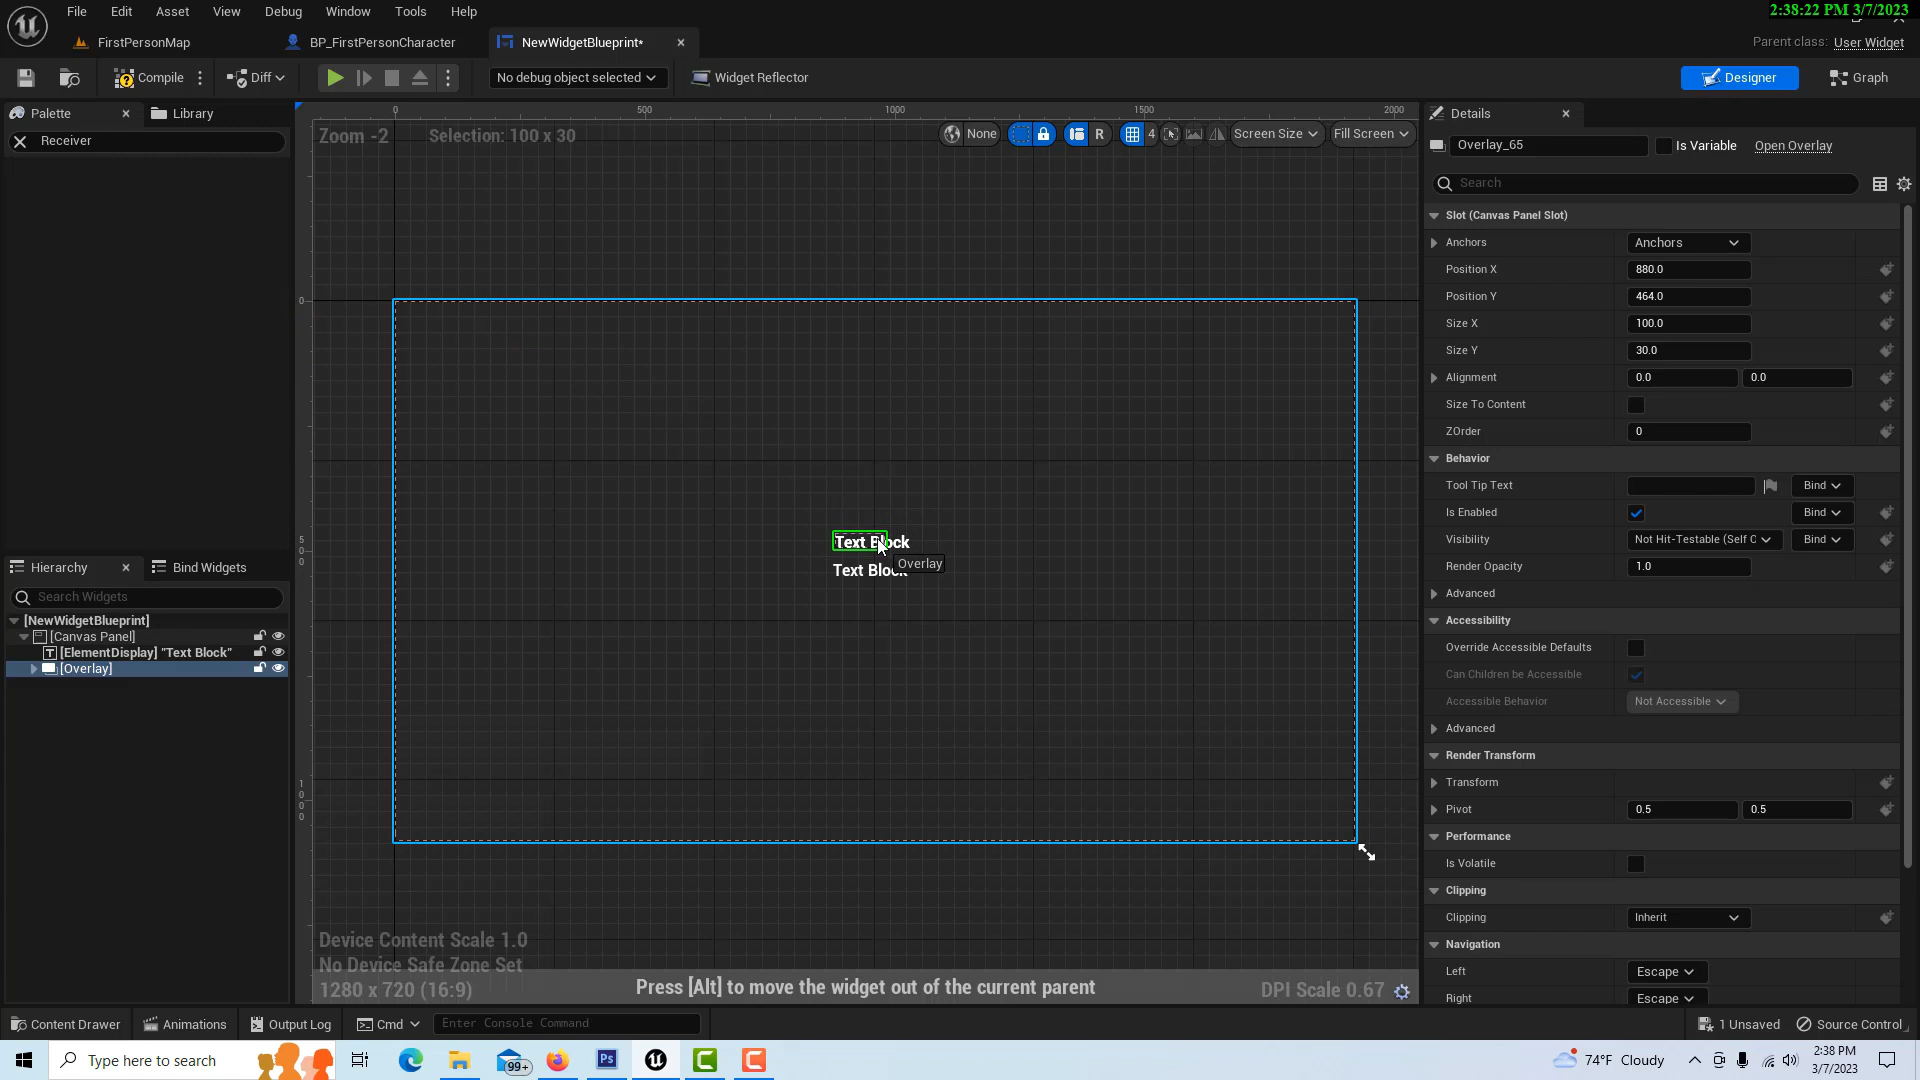 2:38:22 PM 3/7/2023
File Edit Asset View Debug Window Tools Help
FirstPersonMap BP_FirstPersonCharacter NewWidgetBlueprint*
Parent class: User Widget
Compile Diff No debug object selected Widget Reflector Designer Graph
Palette Library
Receiver
0 500 1000 1500 2000
Zoom -2 Selection: 100 x 30 None R 4 Screen Size Fill Screen
Details
Overlay_65 Is Variable Open Overlay
Search
Slot (Canvas Panel Slot)
Anchors Anchors
Position X 880.0
Position Y 464.0
Size X 100.0
Size Y 30.0
Alignment 0.0 0.0
Size To Content
ZOrder 0
Behavior
Tool Tip Text Bind
Is Enabled Bind
Visibility Not Hit-Testable (Self C Bind
Render Opacity 1.0
Advanced
Accessibility
Override Accessible Defaults
Can Children be Accessible
Accessible Behavior Not Accessible
Advanced
Render Transform
Transform
Pivot 0.5 0.5
Performance
Is Volatile
Clipping
Clipping Inherit
Navigation
Left Escape
Right Escape
0
500
1000
Text Block
Overlay
Text Block
Hierarchy Bind Widgets
Search Widgets
[NewWidgetBlueprint]
[Canvas Panel]
[ElementDisplay] "Text Block"
[Overlay]
Device Content Scale 1.0
No Device Safe Zone Set
1280 x 720 (16:9)
Press [Alt] to move the widget out of the current parent
DPI Scale 0.67
Content Drawer Animations Output Log Cmd Enter Console Command 1 Unsaved Source Control
Type here to search
99+
Ps
74°F Cloudy
2:38 PM
3/7/2023